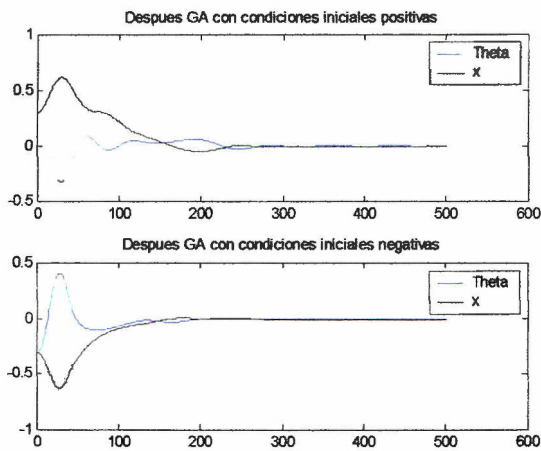 Despues GA con condiciones iniciales positivas
Theta
x
1
0.5
0
-0.5
0 100 200 300 400 500 600
Despues GA con condiciones iniciales negativas
Theta
x
0.5
0
-0.5
-1
0 100 200 300 400 500 600